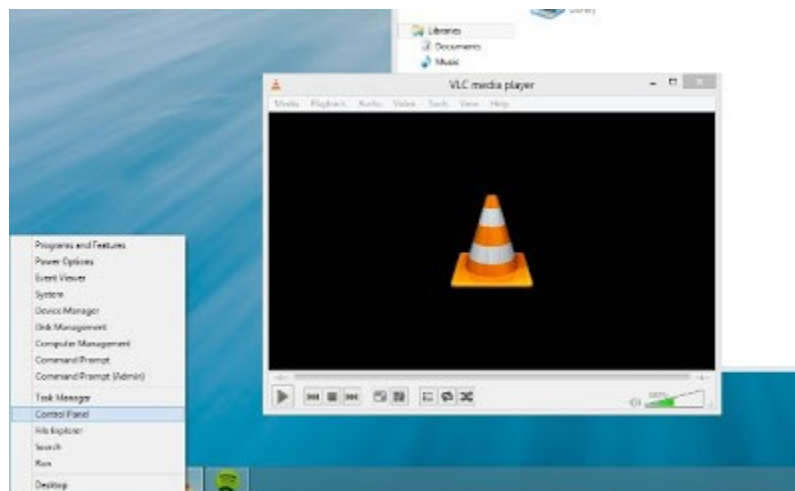 Libraries
Documents
Music
VLC media player
Media Playback Audio Video Tools View Help
Programs and Features
Power Options
Event Viewer
System
Device Manager
Disk Management
Computer Management
Command Prompt
Command Prompt (Admin)
Task Manager
Control Panel
File Explorer
Search
Run
Desktop